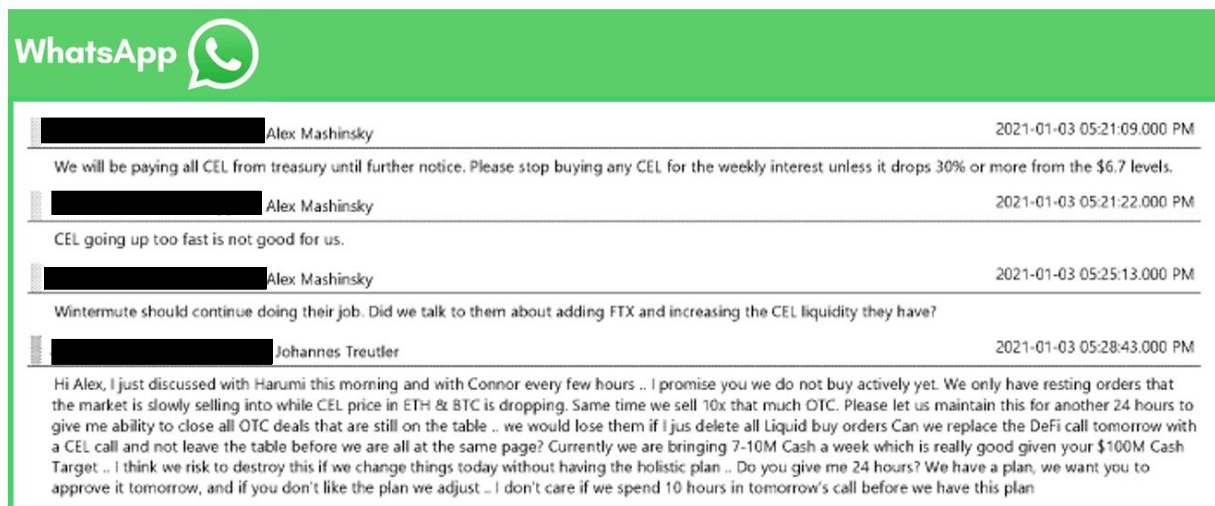 WhatsApp
Alex Mashinsky 2021-01-03 05:21:09.000 PM
We will be paying all CEL from treasury until further notice. Please stop buying any CEL for the weekly interest unless it drops 30% or more from the $6.7 levels.
Alex Mashinsky 2021-01-03 05:21:22.000 PM
CEL going up too fast is not good for us.
Alex Mashinsky 2021-01-03 05:25:13.000 PM
Wintermute should continue doing their job. Did we talk to them about adding FTX and increasing the CEL liquidity they have?
Johannes Treutler 2021-01-03 05:28:43.000 PM
Hi Alex, I just discussed with Harumi this morning and with Connor every few hours .. I promise you we do not buy actively yet. We only have resting orders that
the market is slowly selling into while CEL price in ETH & BTC is dropping. Same time we sell 10x that much OTC. Please let us maintain this for another 24 hours to
give me ability to close all OTC deals that are still on the table .. we would lose them if I jus delete all Liquid buy orders Can we replace the DeFi call tomorrow with
a CEL call and not leave the table before we are all at the same page? Currently we are bringing 7-10M Cash a week which is really good given your $100M Cash
Target .. I think we risk to destroy this if we change things today without having the holistic plan .. Do you give me 24 hours? We have a plan, we want you to
approve it tomorrow, and if you don't like the plan we adjust .. I don't care if we spend 10 hours in tomorrow's call before we have this plan